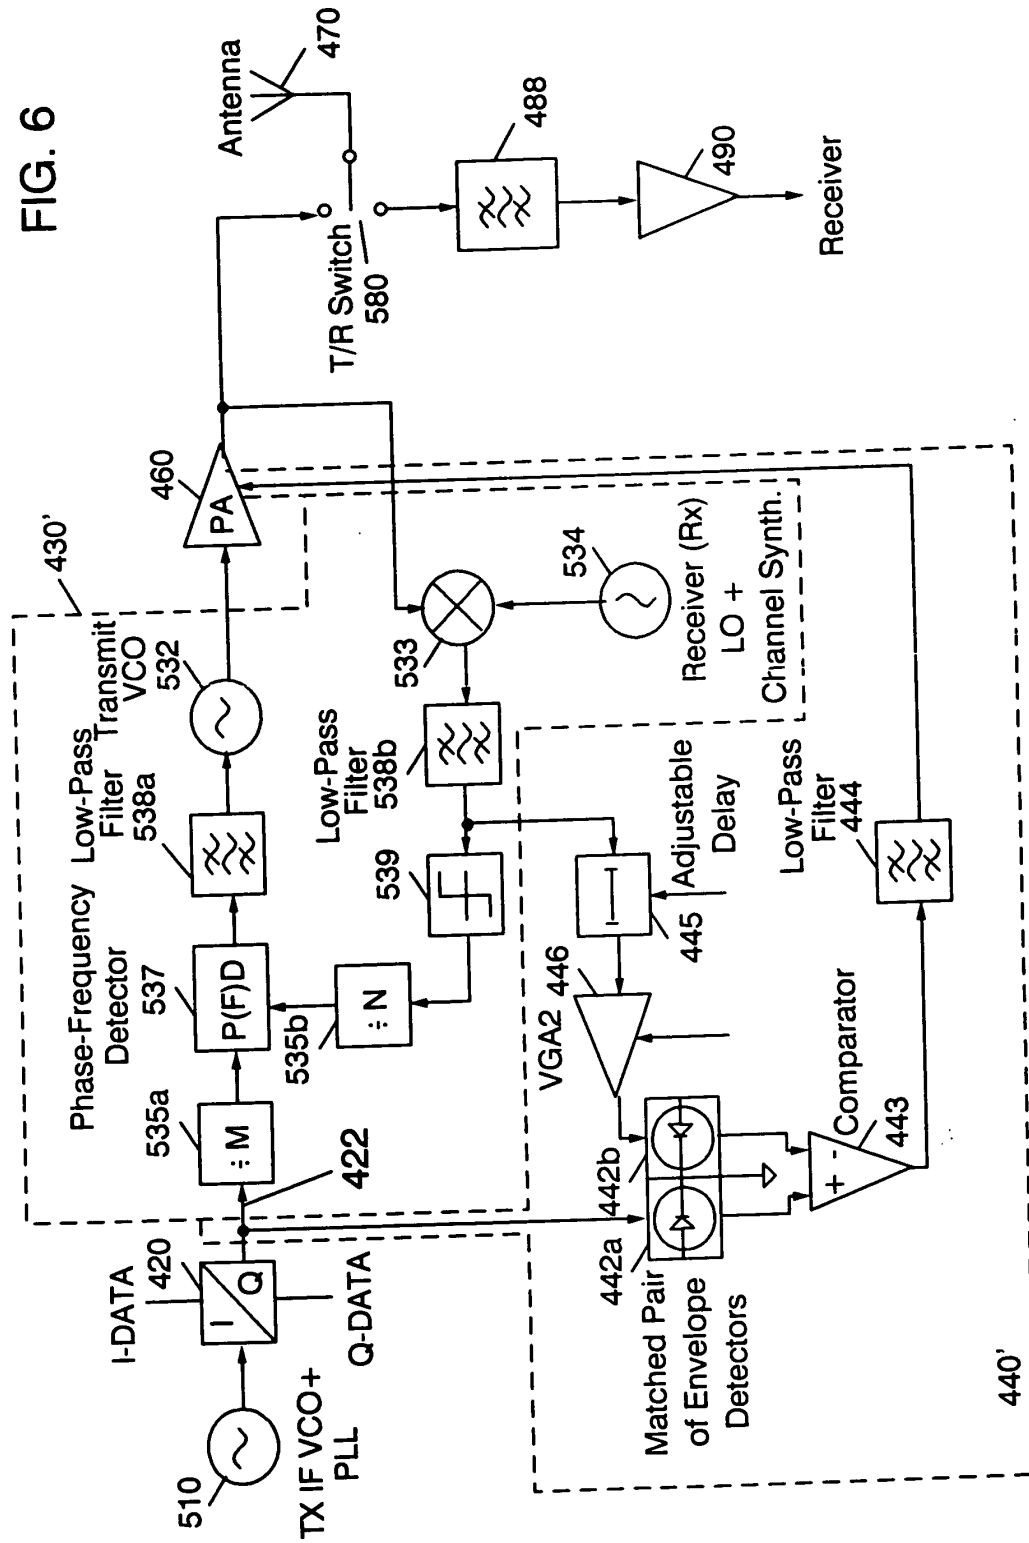 FIG. 6
Antenna
470
T/R Switch
580
488
490
Receiver
430'
460
PA
Transmit
VCO
532
Low-Pass
Filter
538a
Phase-Frequency
Detector
537
P(F)D
535a
÷M
422
535b
÷N
539
Low-Pass
Filter
538b
533
534
Receiver (Rx)
LO +
Channel Synth.
I-DATA
420
I
Q
Q-DATA
510
TX IF VCO+
PLL
445
Adjustable
Delay
446
VGA2
442a
442b
Matched Pair
of Envelope
Detectors
+ -
Comparator
443
Low-Pass
Filter
444
440'